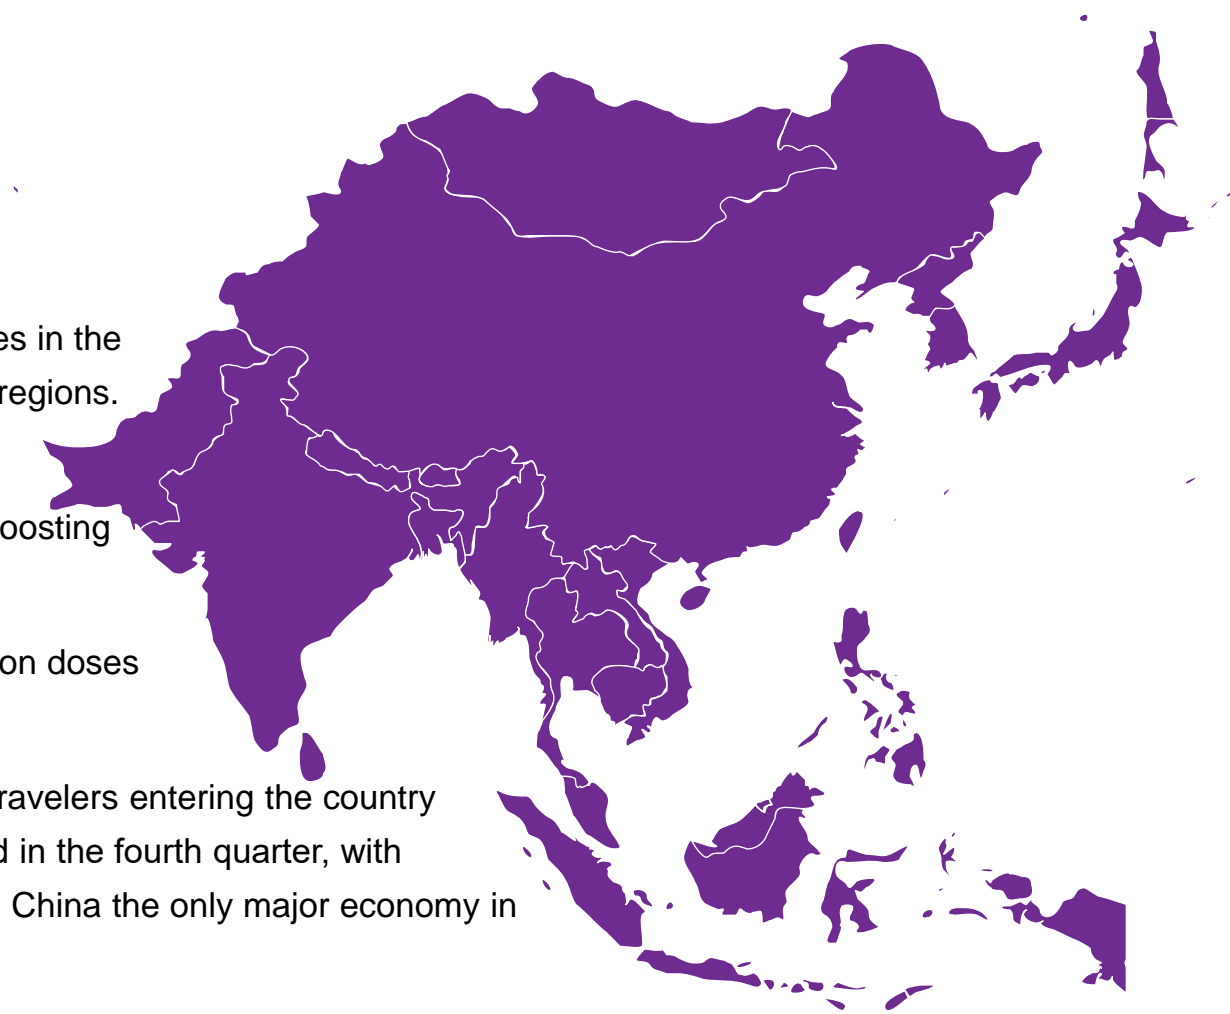 es in the
regions.
oosting
on doses
ravelers entering the country
d in the fourth quarter, with
China the only major economy in